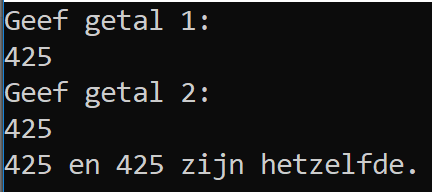 Geef getal 1:
425
Geef getal 2:
425
425 en 425 zijn hetzelfde.